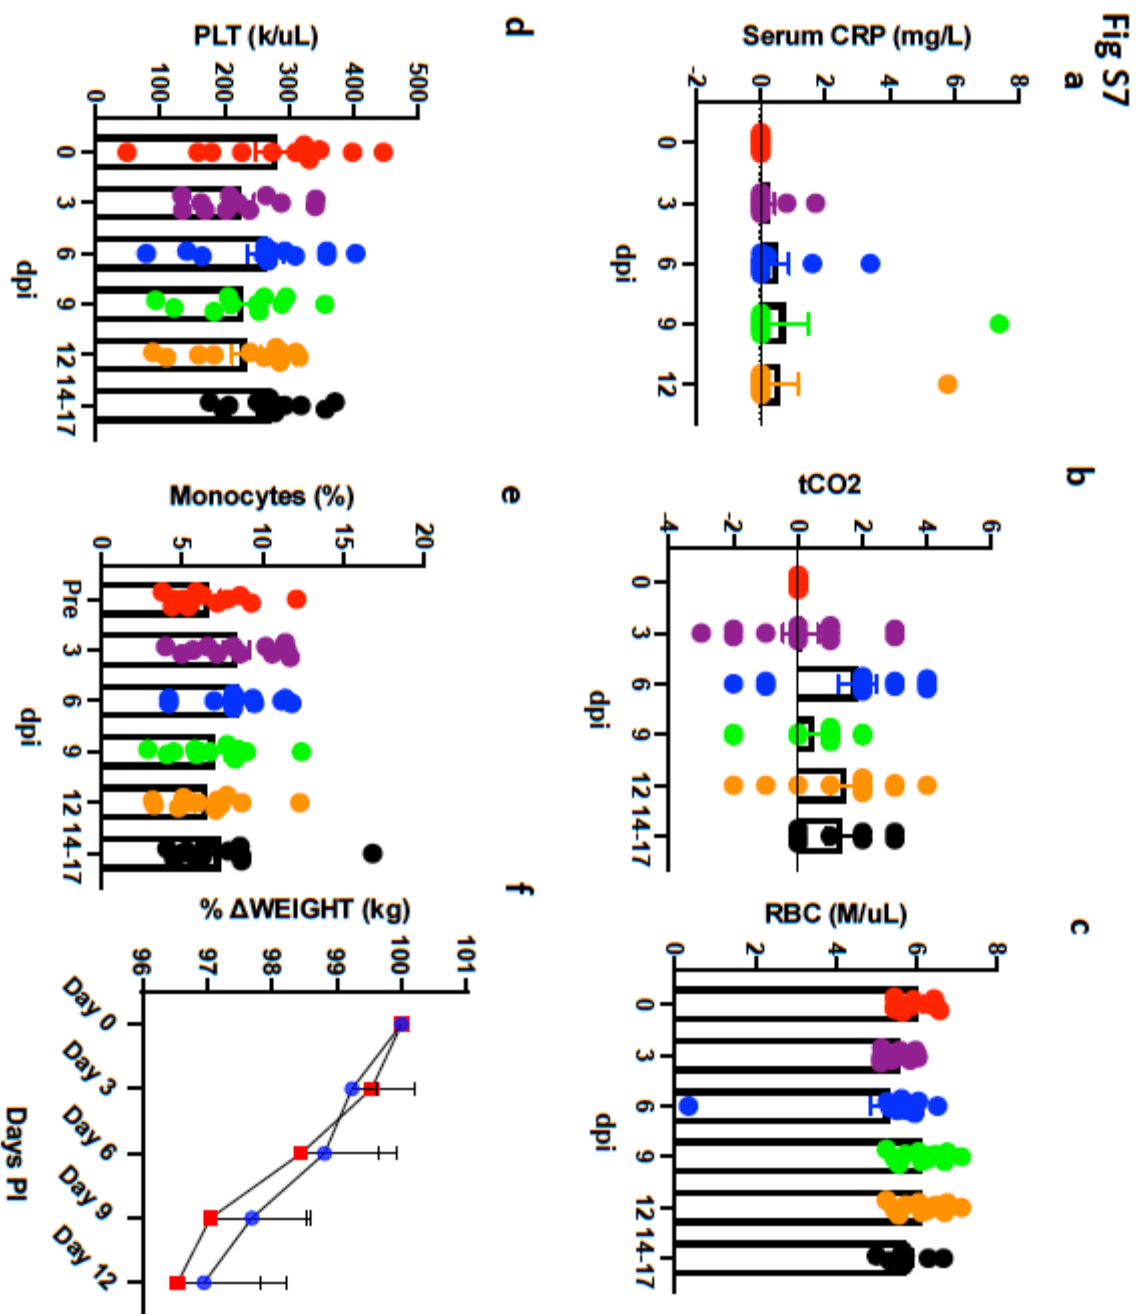 Fig S7
a
Serum CRP (mg/L)
8
6
4
2
0
-2
0
3
6
9
12
dpi
b
tCO2
6
4
2
0
-2
-4
0
3
6
9
12
14-17
dpi
c
RBC (M/uL)
8
6
4
2
0
0
3
6
9
12
14-17
dpi
d
PLT (k/uL)
500
400
300
200
100
0
0
3
6
9
12
14-17
dpi
e
Monocytes (%)
20
15
10
5
0
Pre
3
6
9
12
14-17
dpi
f
% ΔWEIGHT (kg)
101
100
99
98
97
96
Day 0
Day 3
Day 6
Day 9
Day 12
Days PI